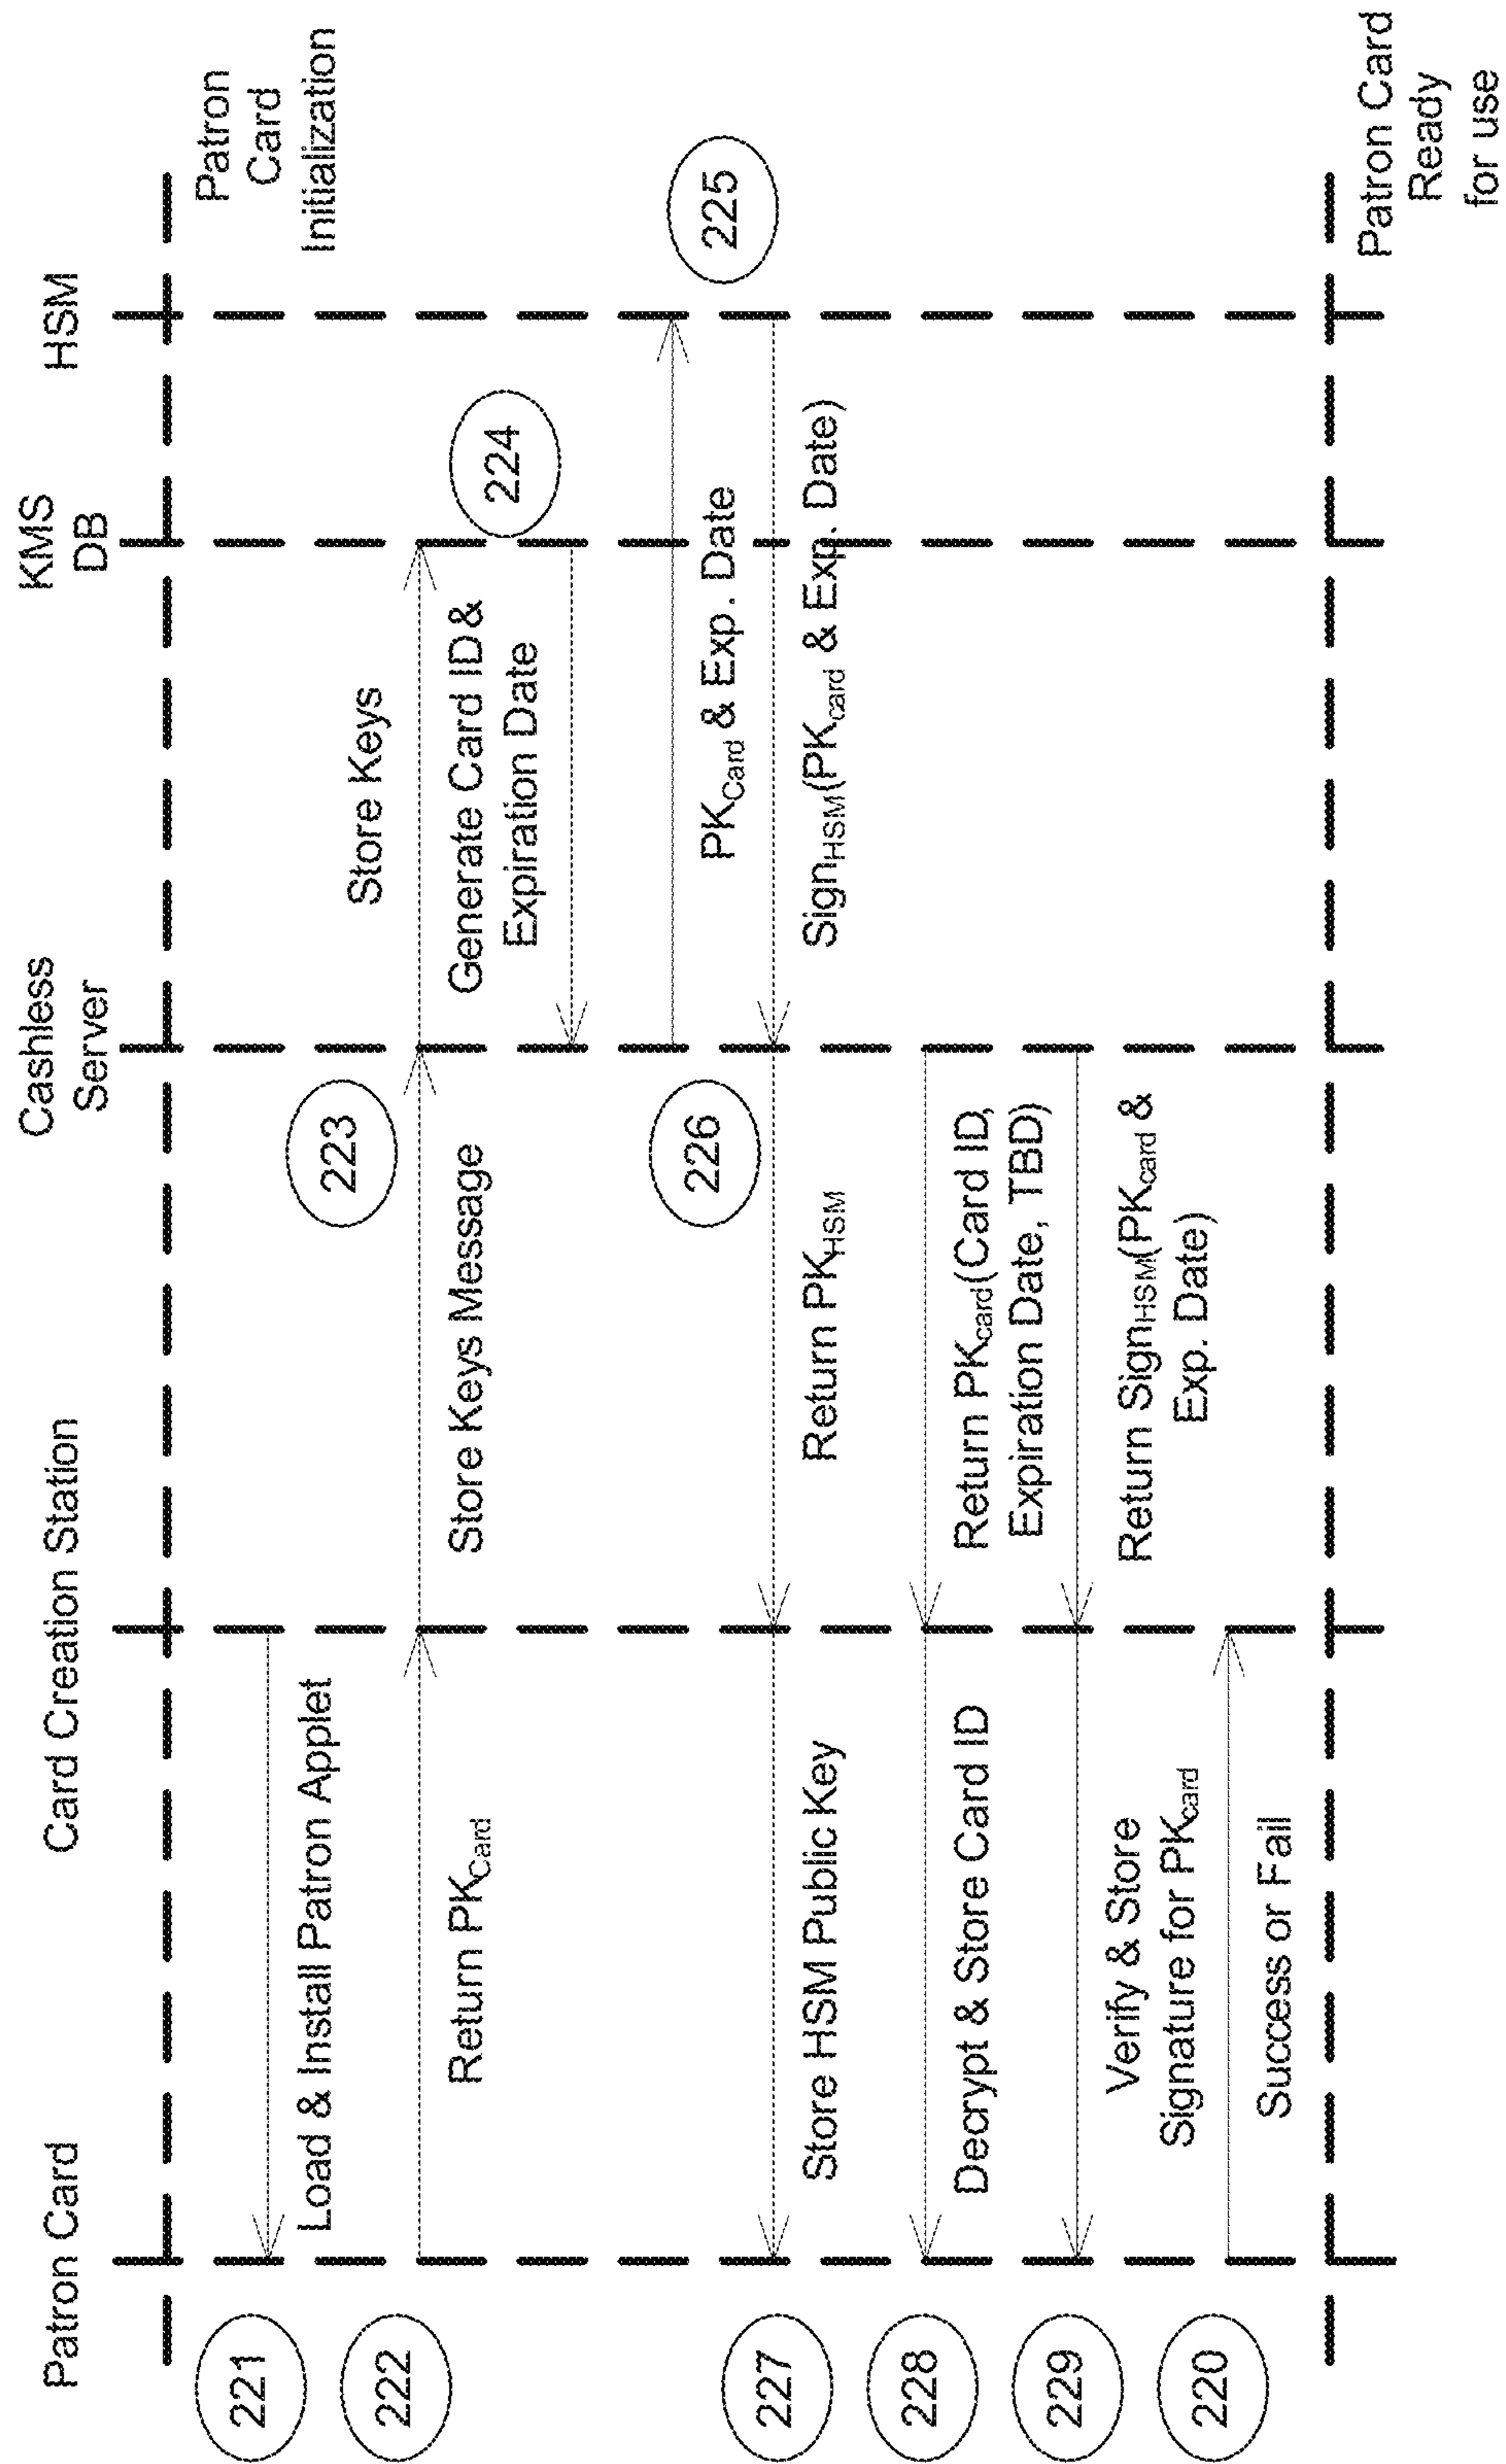 Patron Card
Card Creation Station
Cashless
Server
KMS
DB
HSM
Patron
Card
Initialization
221
Load & Install Patron Applet
222
Return PKCard
223
Store Keys Message
Store Keys
224
Generate Card ID &
Expiration Date
225
PKCard & Exp. Date
SignHSM(PKcard & Exp. Date)
226
Return PKHSM
227
Store HSM Public Key
228
Return PKcard(Card ID,
Expiration Date, TBD)
Decrypt & Store Card ID
229
Return SignHSM(PKcard &
Exp. Date)
Verify & Store
Signature for PKcard
220
Success or Fail
Patron Card
Ready
for use